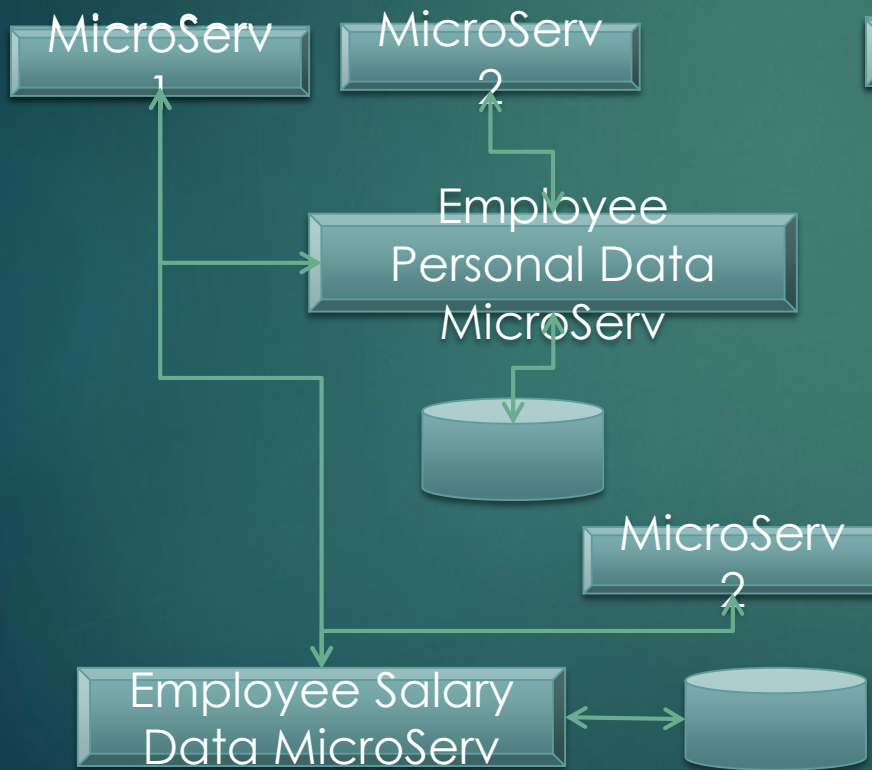 MicroServ
1
MicroServ
2
Employee
Personal Data
MicroServ
MicroServ
2
Employee Salary
Data MicroServ